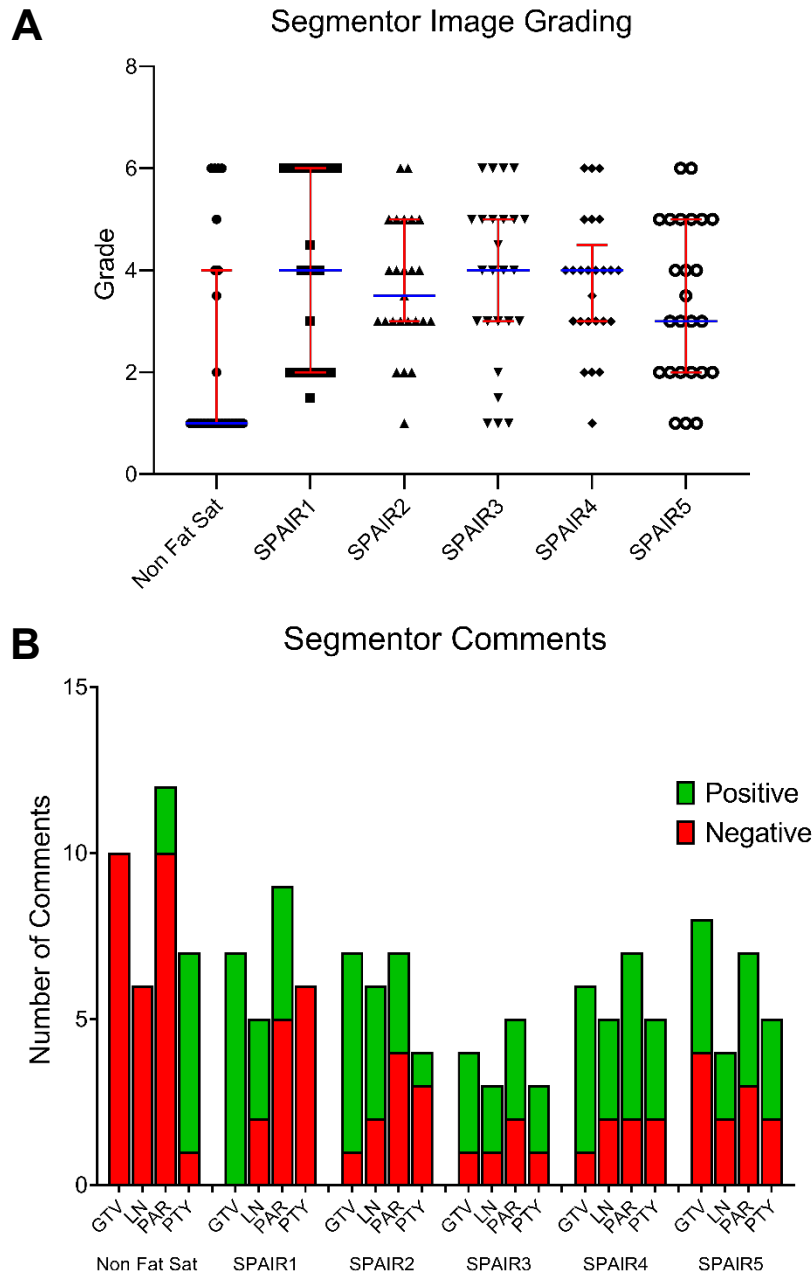 A
Segmentor Image Grading
8
6
4
2
0
Grade
Non Fat Sat
SPAIR1
SPAIR2
SPAIR3
SPAIR4
SPAIR5
B
Segmentor Comments
15
10
5
0
Number of Comments
Positive
Negative
GTV LN PAR PTY GTV LN PAR PTY GTV LN PAR PTY GTV LN PAR PTY GTV LN PAR PTY GTV LN PAR PTY
Non Fat Sat SPAIR1 SPAIR2 SPAIR3 SPAIR4 SPAIR5